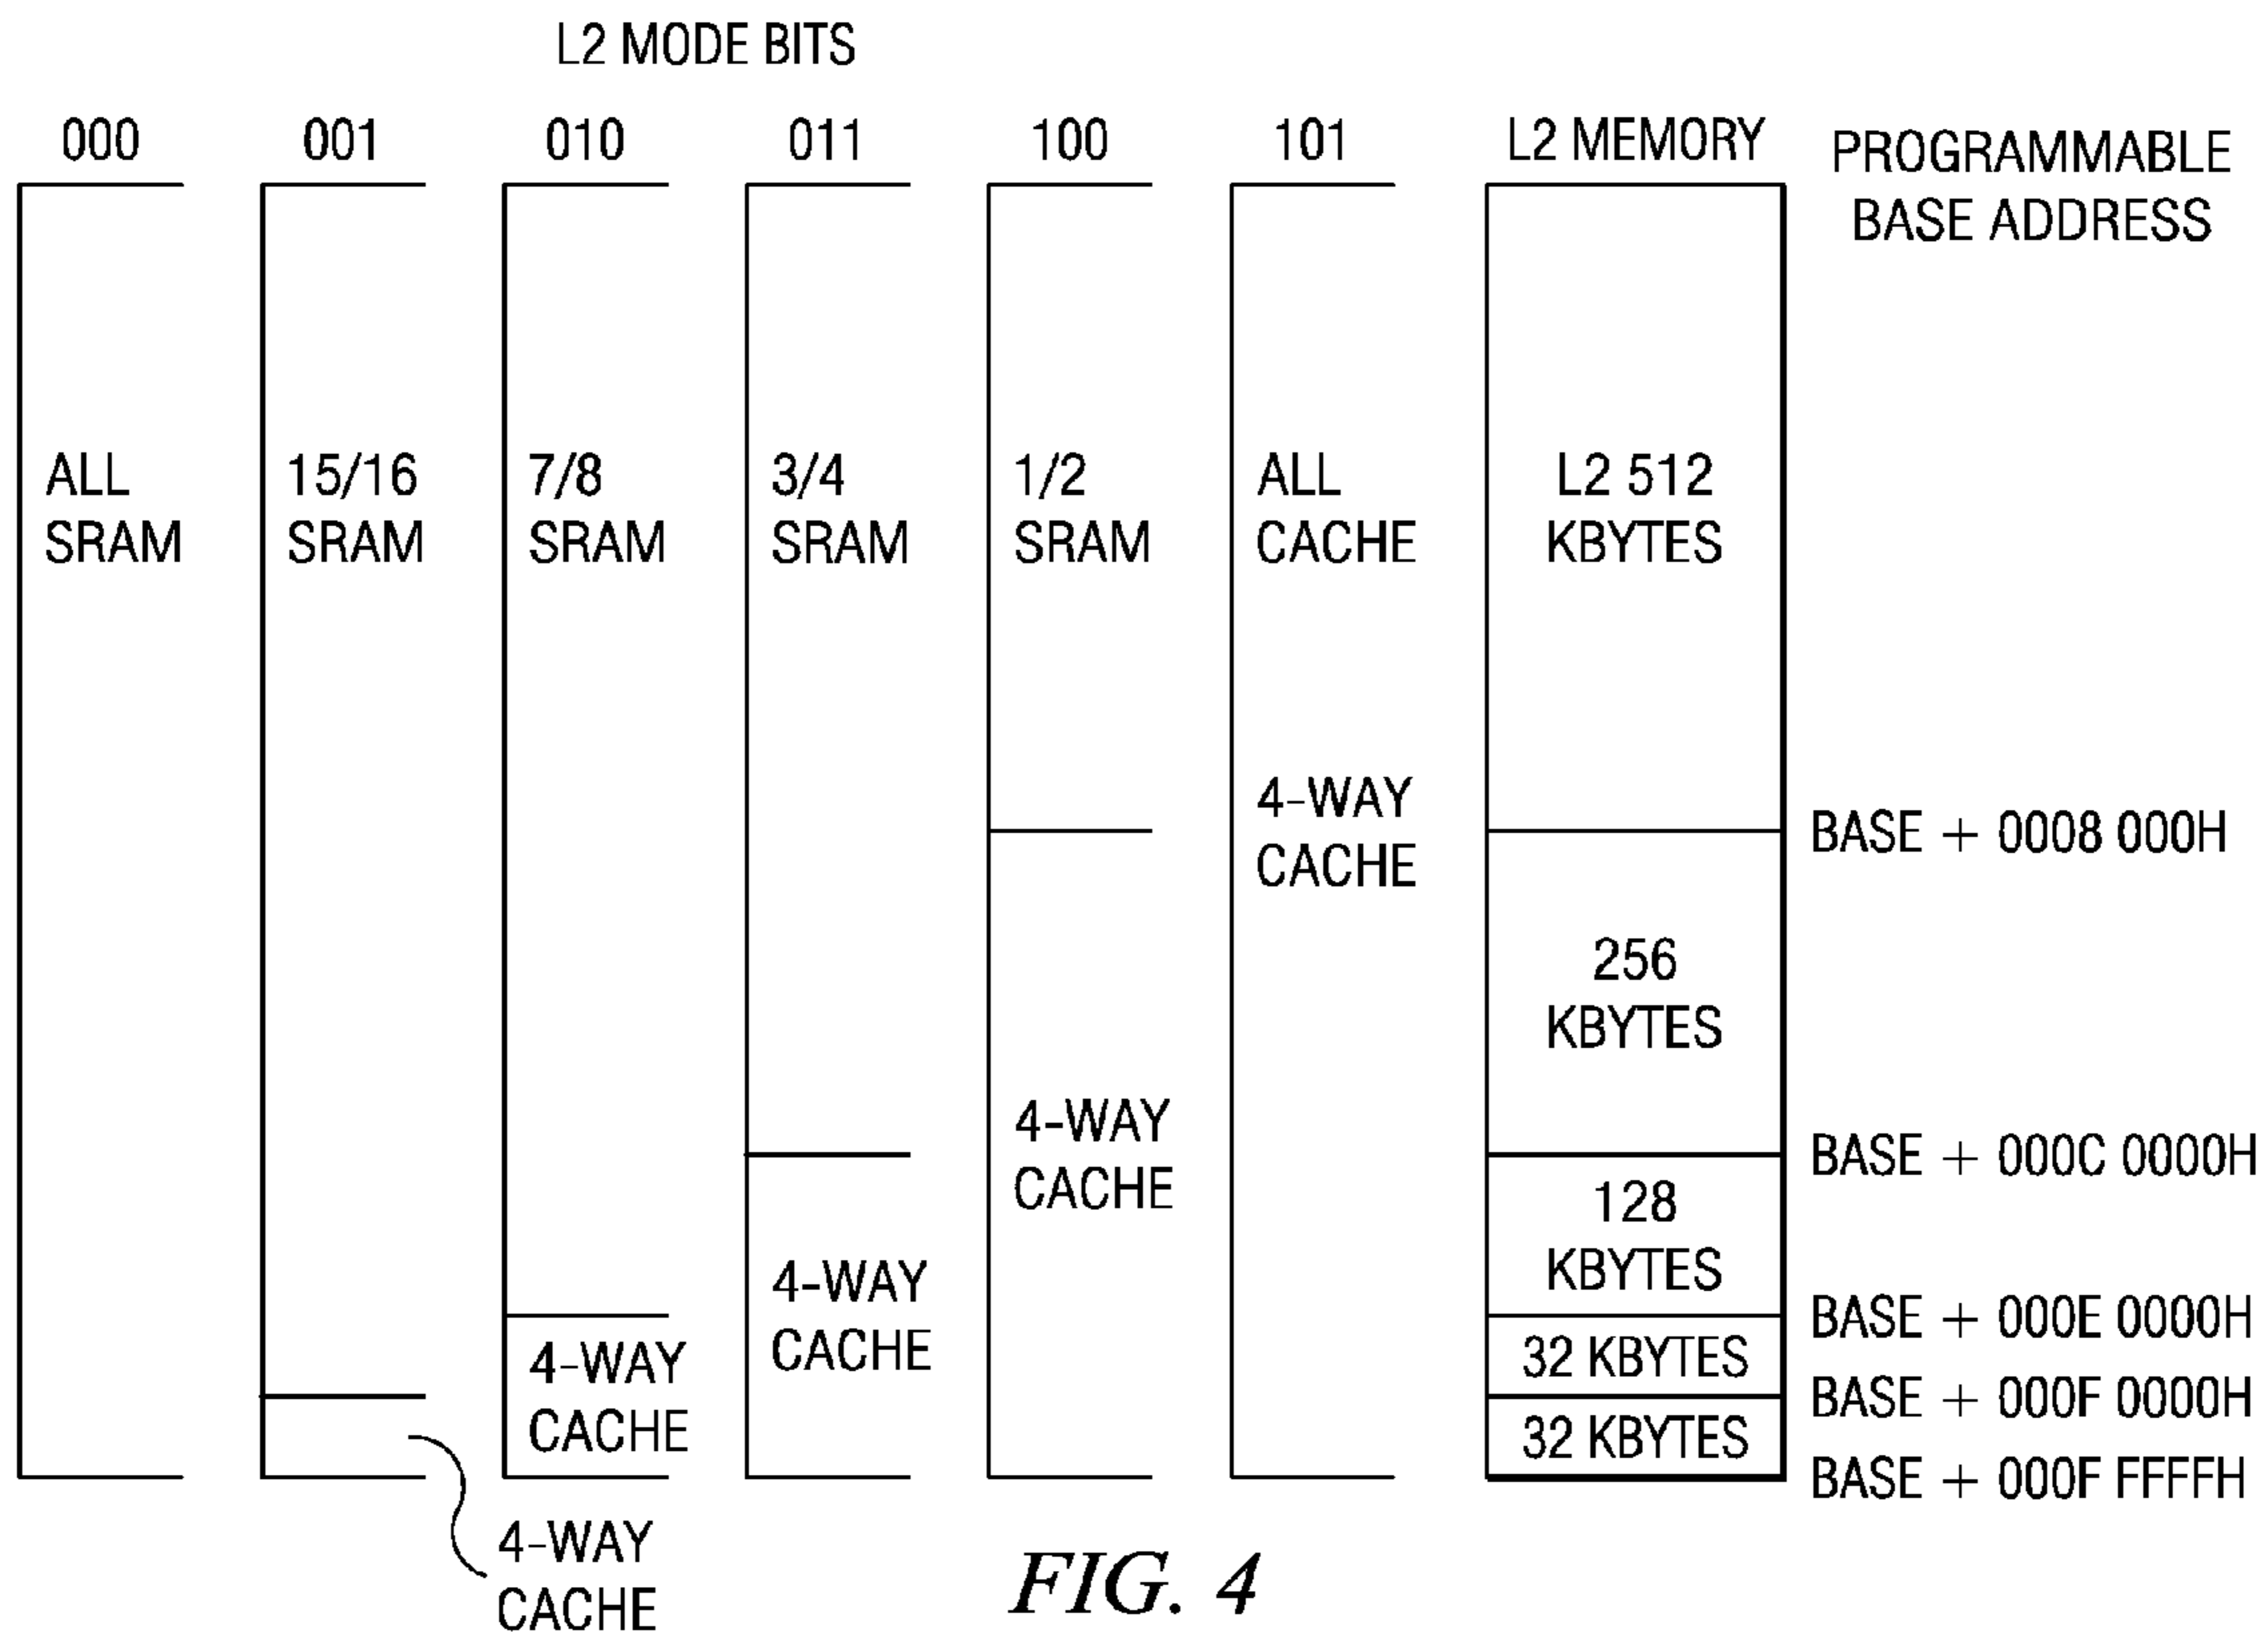 L2 MODE BITS
000 001 010 011 100 101 L2 MEMORY PROGRAMMABLE
BASE ADDRESS
ALL
SRAM
15/16
SRAM
7/8
SRAM
3/4
SRAM
1/2
SRAM
ALL
CACHE
L2 512
KBYTES
4-WAY
CACHE
BASE + 0008 000H
256
KBYTES
4-WAY
CACHE
BASE + 000C 0000H
128
KBYTES
4-WAY
CACHE
BASE + 000E 0000H
4-WAY
CACHE
32 KBYTES
BASE + 000F 0000H
32 KBYTES
BASE + 000F FFFFH
4-WAY
CACHE
FIG. 4